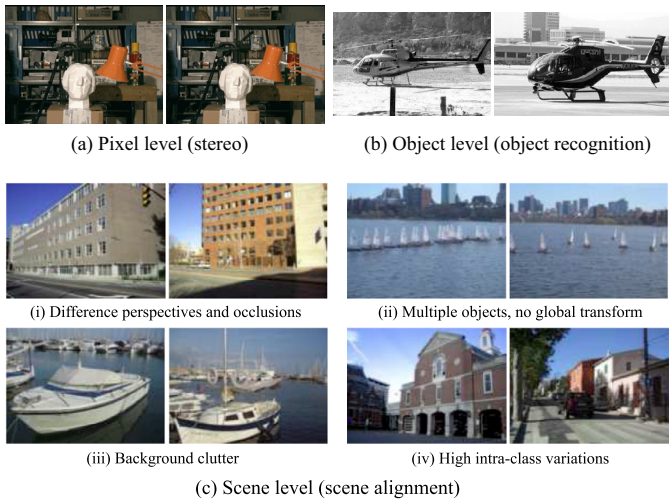 (a) Pixel level (stereo)
(b) Object level (object recognition)
(i) Difference perspectives and occlusions
(ii) Multiple objects, no global transform
(iii) Background clutter
(iv) High intra-class variations
(c) Scene level (scene alignment)